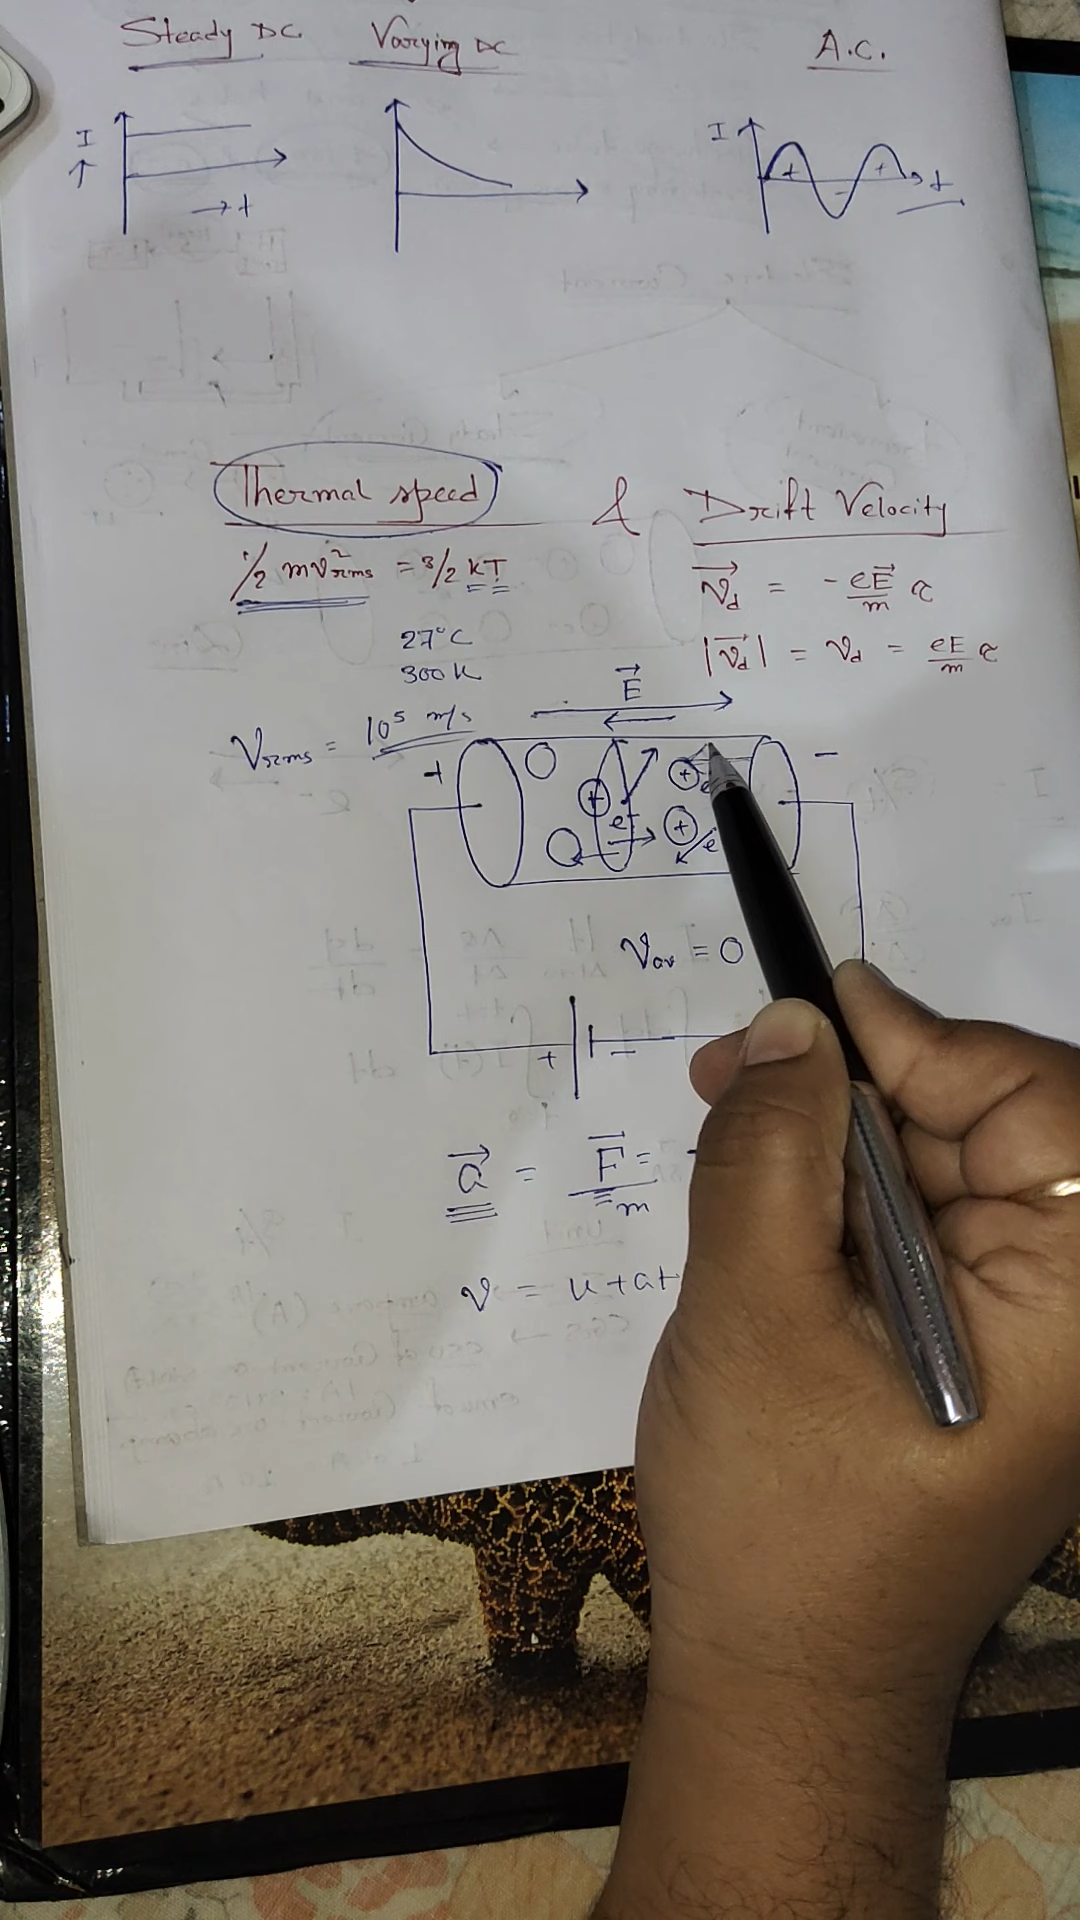 Steady DC Varying DC A.C.
I
→ t
I
+ - + t
Thermal speed & Drift Velocity
1/2 mv²rms = 3/2 KT
v⃗d = - eE⃗/m τ
27°C
300K
|v⃗d| = vd = eE/m τ
E⃗
Vrms = 10⁵ m/s
+ -
+ + e
e⁻ + e
Vav = 0
+ -
a⃗ = F⃗/m = -
v = u + at